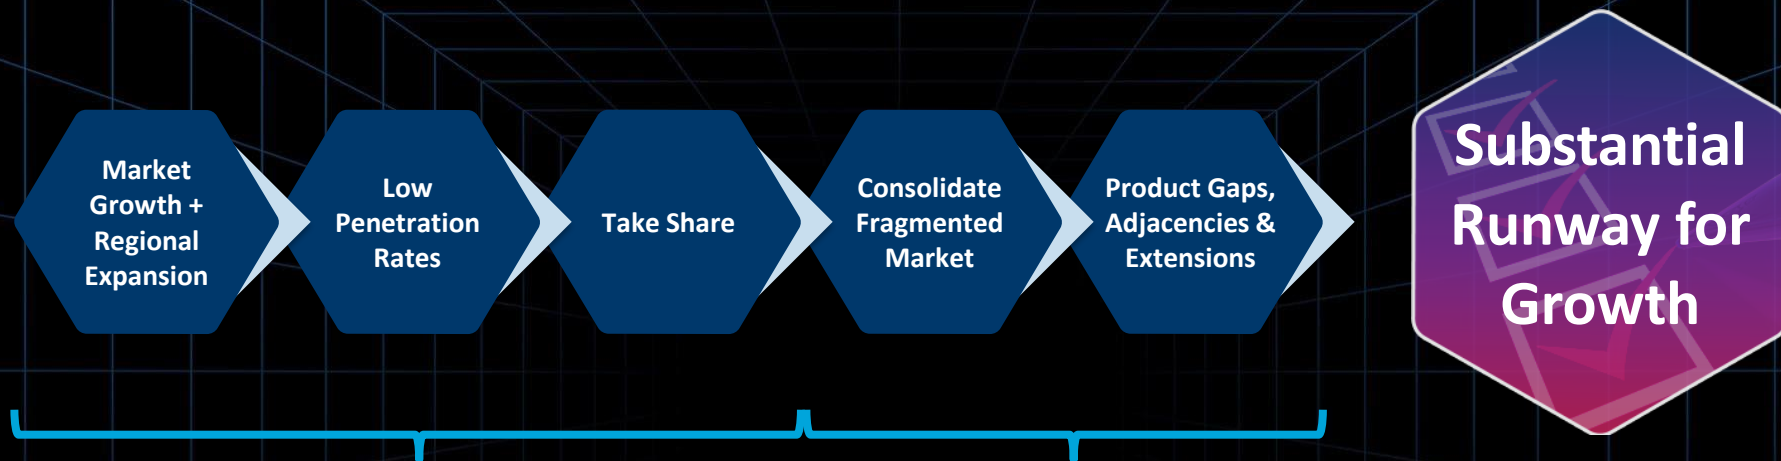 Market
Growth +
Regional
Expansion
Low
Penetration
Rates
Take Share
Consolidate
Fragmented
Market
Product Gaps,
Adjacencies &
Extensions
Substantial
Runway for
Growth